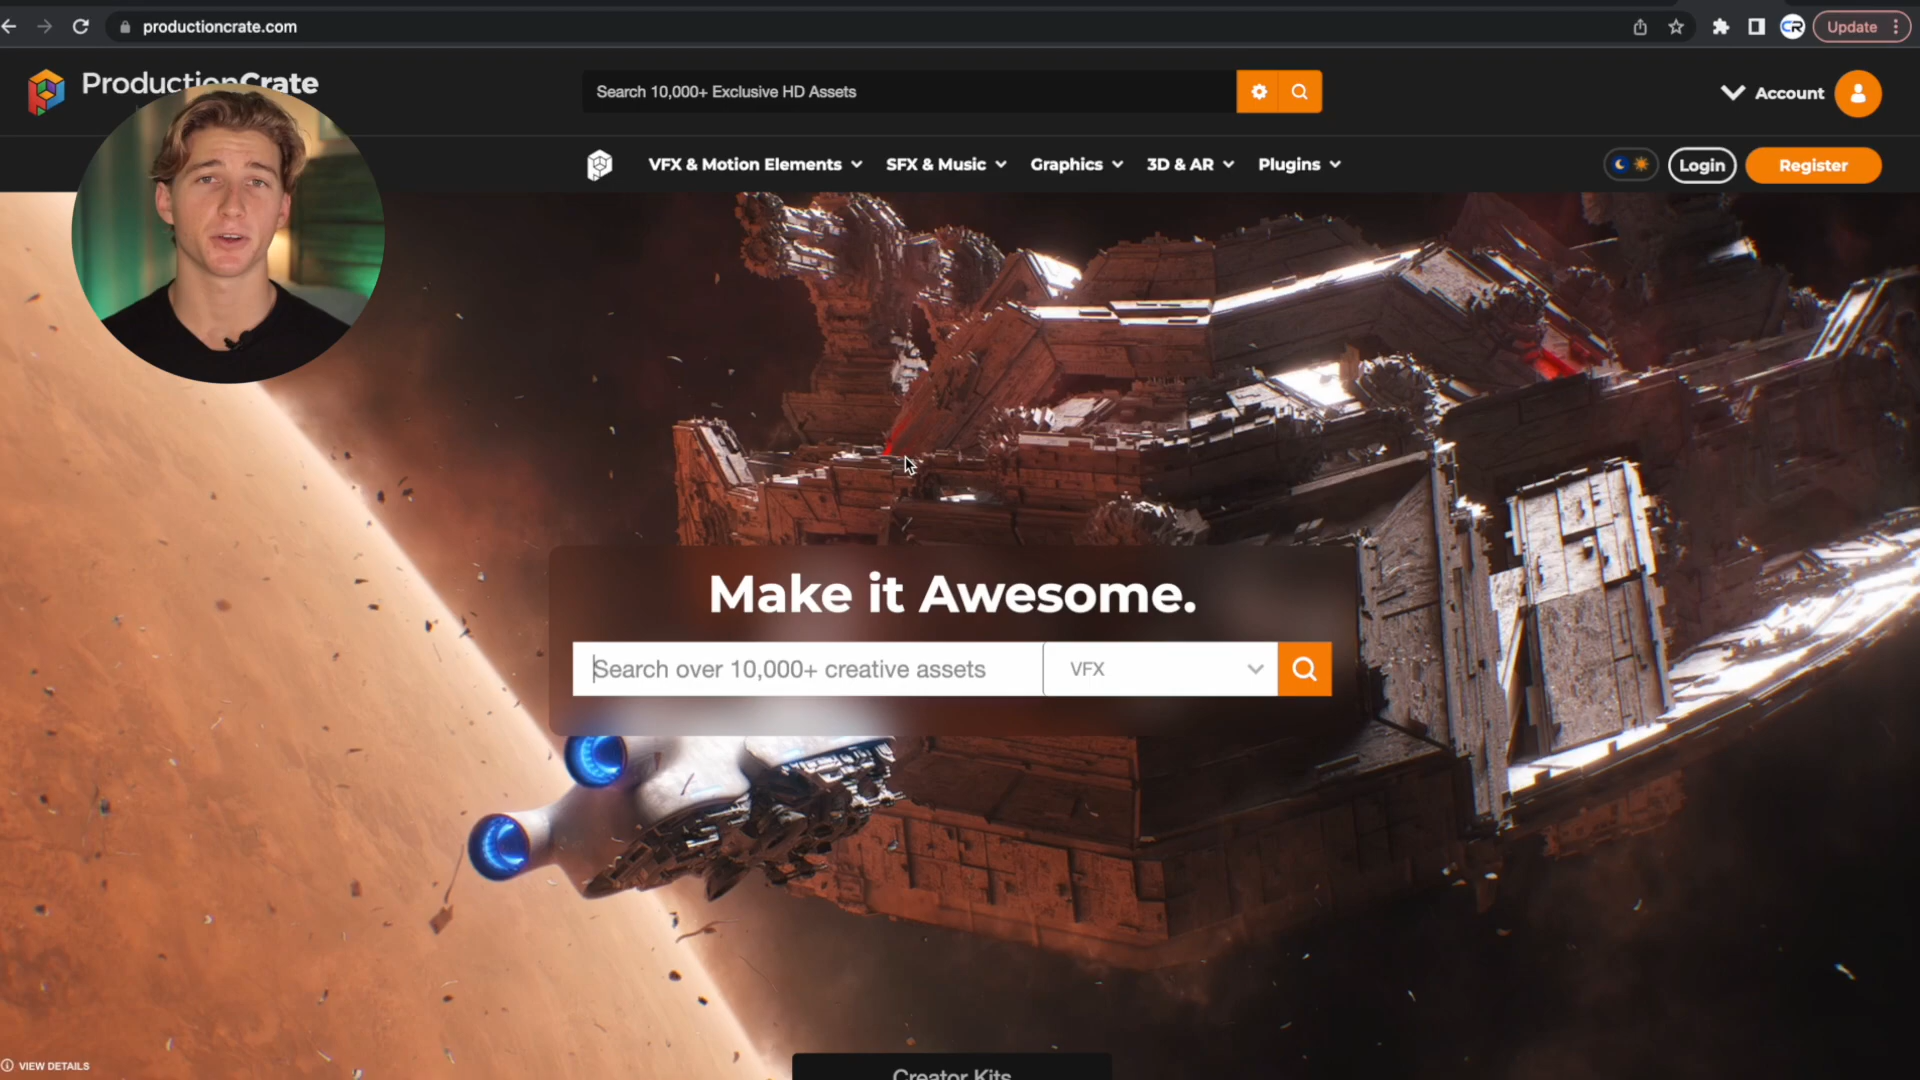 productioncrate.com
Update
ProductionCrate
Search 10,000+ Exclusive HD Assets
Account
VFX & Motion Elements
SFX & Music
Graphics
3D & AR
Plugins
Login
Register
Make it Awesome.
Search over 10,000+ creative assets
VFX
VIEW DETAILS
Creator Kits